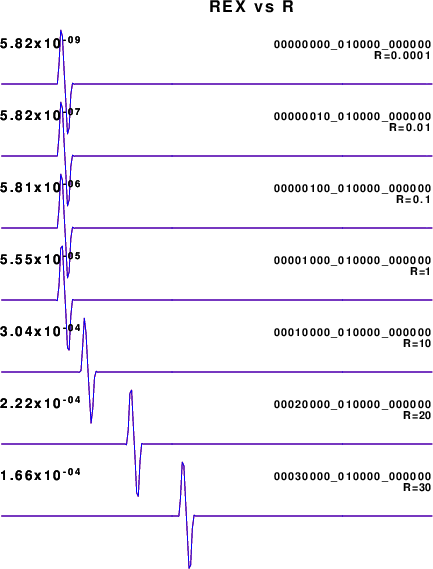 REX vs R
5.82x10-09 00000000_010000_000000
R=0.0001
5.82x10-07 00000010_010000_000000
R=0.01
5.81x10-06 00000100_010000_000000
R=0.1
5.55x10-05 00001000_010000_000000
R=1
3.04x10-04 00010000_010000_000000
R=10
2.22x10-04 00020000_010000_000000
R=20
1.66x10-04 00030000_010000_000000
R=30